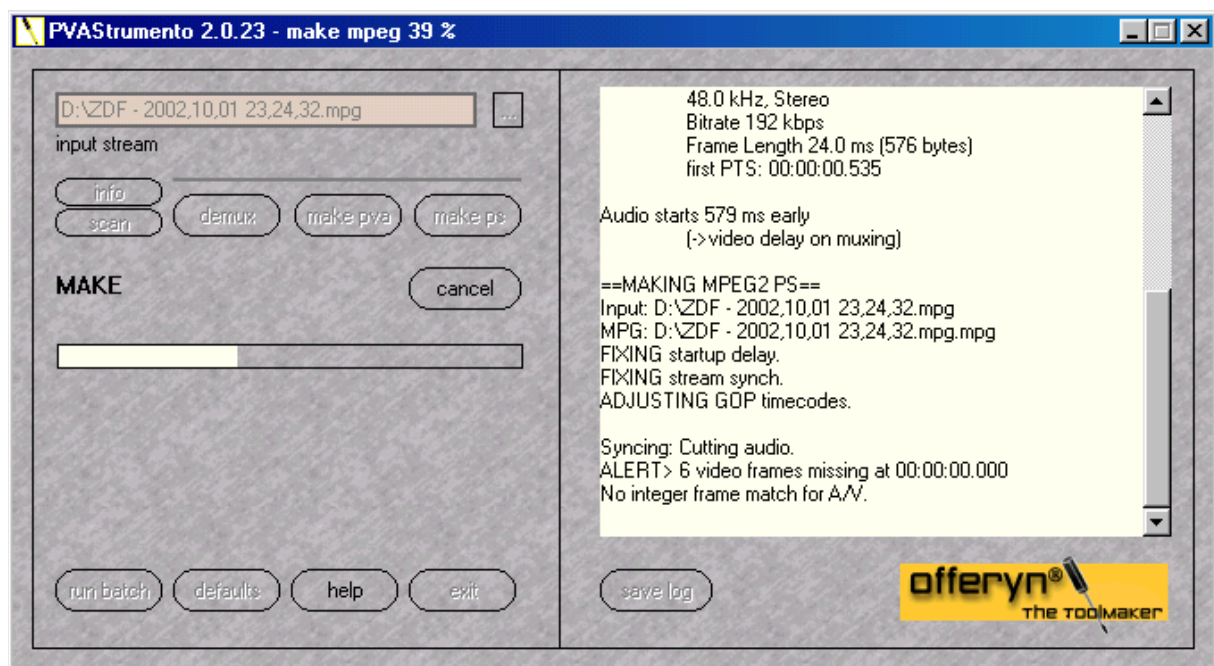 PVAStrumento 2.0.23 - make mpeg 39 %
D:\ZDF - 2002,10,01 23,24,32.mpg
...
input stream
info
scan
demux
make pva
make ps
MAKE
cancel
run batch
defaults
help
exit
48.0 kHz, Stereo
Bitrate 192 kbps
Frame Length 24.0 ms (576 bytes)
first PTS: 00:00:00.535
Audio starts 579 ms early
(->video delay on muxing)
==MAKING MPEG2 PS==
Input: D:\ZDF - 2002,10,01 23,24,32.mpg
MPG: D:\ZDF - 2002,10,01 23,24,32.mpg.mpg
FIXING startup delay.
FIXING stream synch.
ADJUSTING GOP timecodes.
Syncing: Cutting audio.
ALERT> 6 video frames missing at 00:00:00.000
No integer frame match for A/V.
save log
offeryn®
The Toolmaker